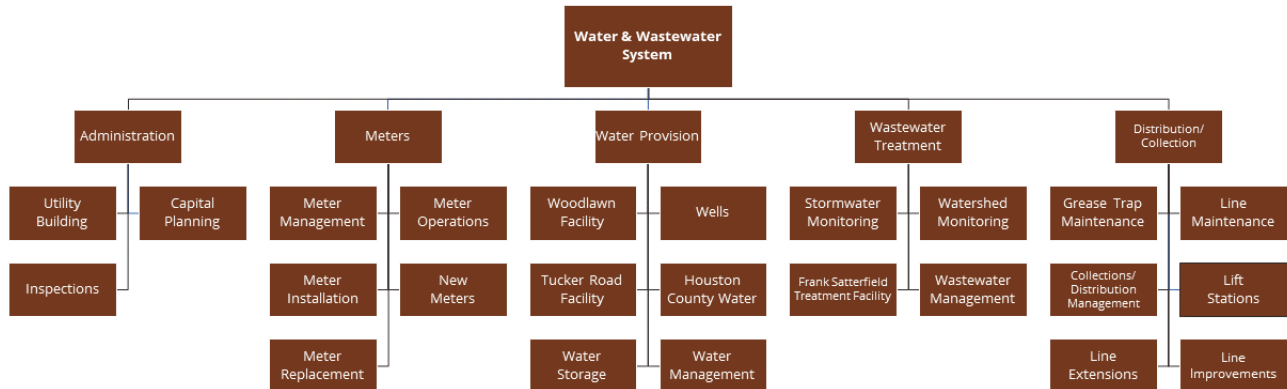 Water & Wastewater
System
Administration
Meters
Water Provision
Wastewater
Treatment
Distribution/
Collection
Utility
Building
Capital
Planning
Inspections
Meter
Management
Meter
Operations
Meter
Installation
New
Meters
Meter
Replacement
Woodlawn
Facility
Wells
Tucker Road
Facility
Houston
County Water
Water
Storage
Water
Management
Stormwater
Monitoring
Watershed
Monitoring
Frank Satterfield
Treatment Facility
Wastewater
Management
Grease Trap
Maintenance
Line
Maintenance
Collections/
Distribution
Management
Lift
Stations
Line
Extensions
Line
Improvements